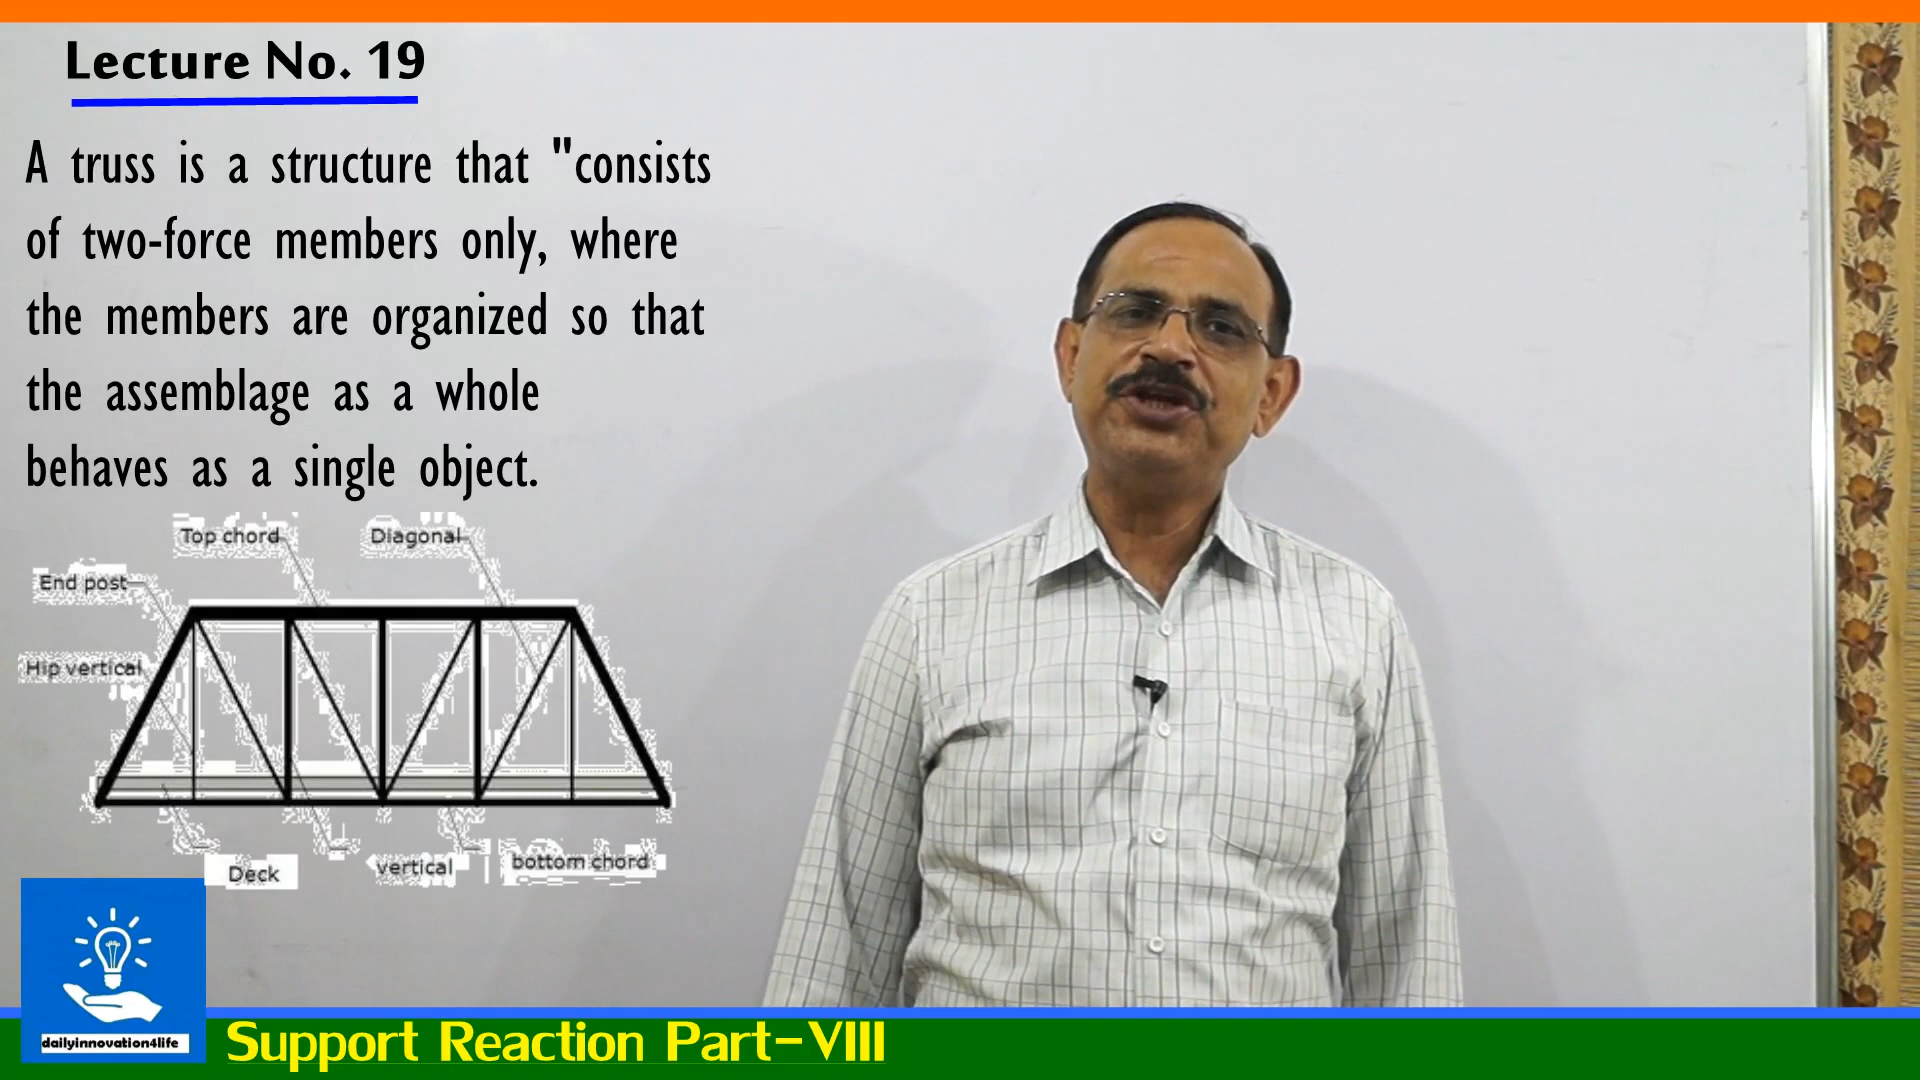 Lecture No. 19
A truss is a structure that "consists
of two-force members only, where
the members are organized so that
the assemblage as a whole
behaves as a single object.
Top chord
Diagonal
End post
Hip vertical
Deck
vertical
bottom chord
dailyinnovation4life
Support Reaction Part-VIII